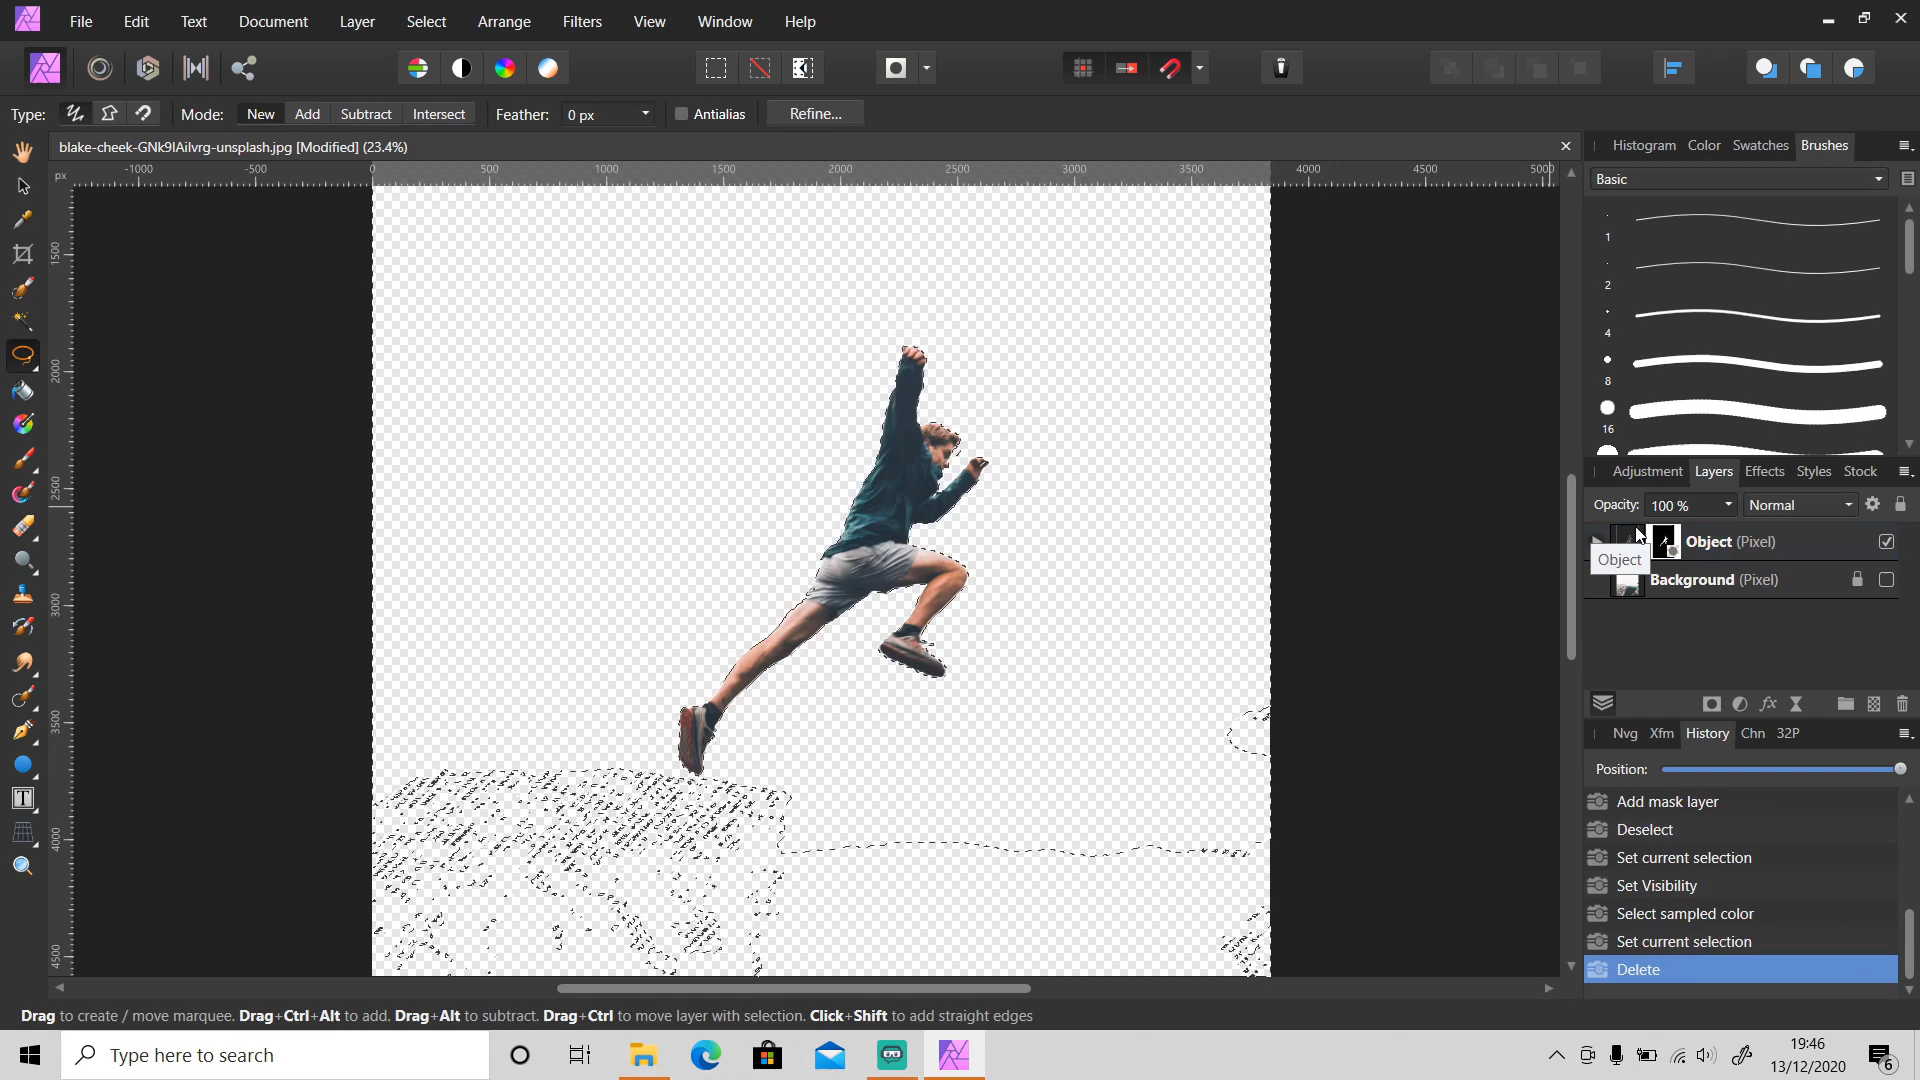 File Edit Text Document Layer Select Arrange Filters View Window Help
Type: Mode: New Add Subtract Intersect Feather: 0 px Antialias Refine...
blake-cheek-GNk9lAilvrg-unsplash.jpg [Modified] (23.4%)
Histogram Color Swatches Brushes
px -1000 -500 0 500 1000 1500 2000 2500 3000 3500 4000 4500 5000
Basic
1
2
4
8
16
1500
2000
2500
3000
3500
4000
4500
Adjustment Layers Effects Styles Stock
Opacity: 100 % Normal
Object (Pixel)
Object
Background (Pixel)
fx
Nvg Xfm History Chn 32P
Position:
Add mask layer
Deselect
Set current selection
Set Visibility
Select sampled color
Set current selection
Delete
Drag to create / move marquee. Drag+Ctrl+Alt to add. Drag+Alt to subtract. Drag+Ctrl to move layer with selection. Click+Shift to add straight edges
Type here to search
19:46
13/12/2020
6